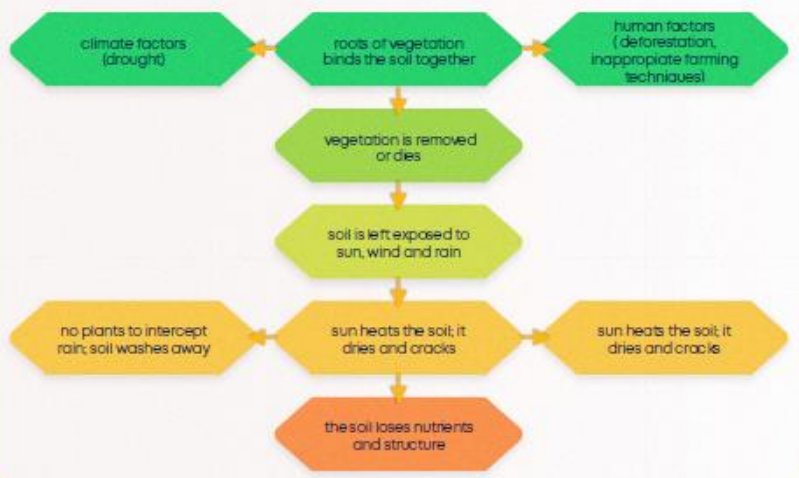 climate factors
(drought)
roots of vegetation
binds the soil together
human factors
( deforestation,
inappropiate farming
techniques)
vegetation is removed
or dies
soil is left exposed to
sun, wind and rain
no plants to intercept
rain; soil washes away
sun heats the soil; it
dries and cracks
sun heats the soil; it
dries and cracks
the soil loses nutrients
and structure